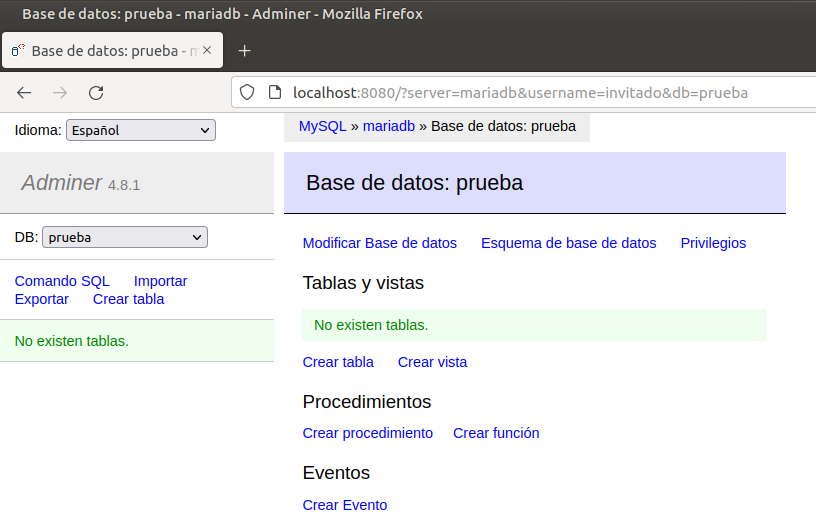 Base de datos: prueba - mariadb - Adminer - Mozilla Firefox
Base de datos: prueba - m
localhost:8080/?server=mariadb&username=invitado&db=prueba
Idioma: Español
MySQL » mariadb » Base de datos: prueba
Adminer 4.8.1
Base de datos: prueba
DB: prueba
Modificar Base de datos Esquema de base de datos Privilegios
Comando SQL Importar
Exportar Crear tabla
No existen tablas.
Tablas y vistas
No existen tablas.
Crear tabla Crear vista
Procedimientos
Crear procedimiento Crear función
Eventos
Crear Evento